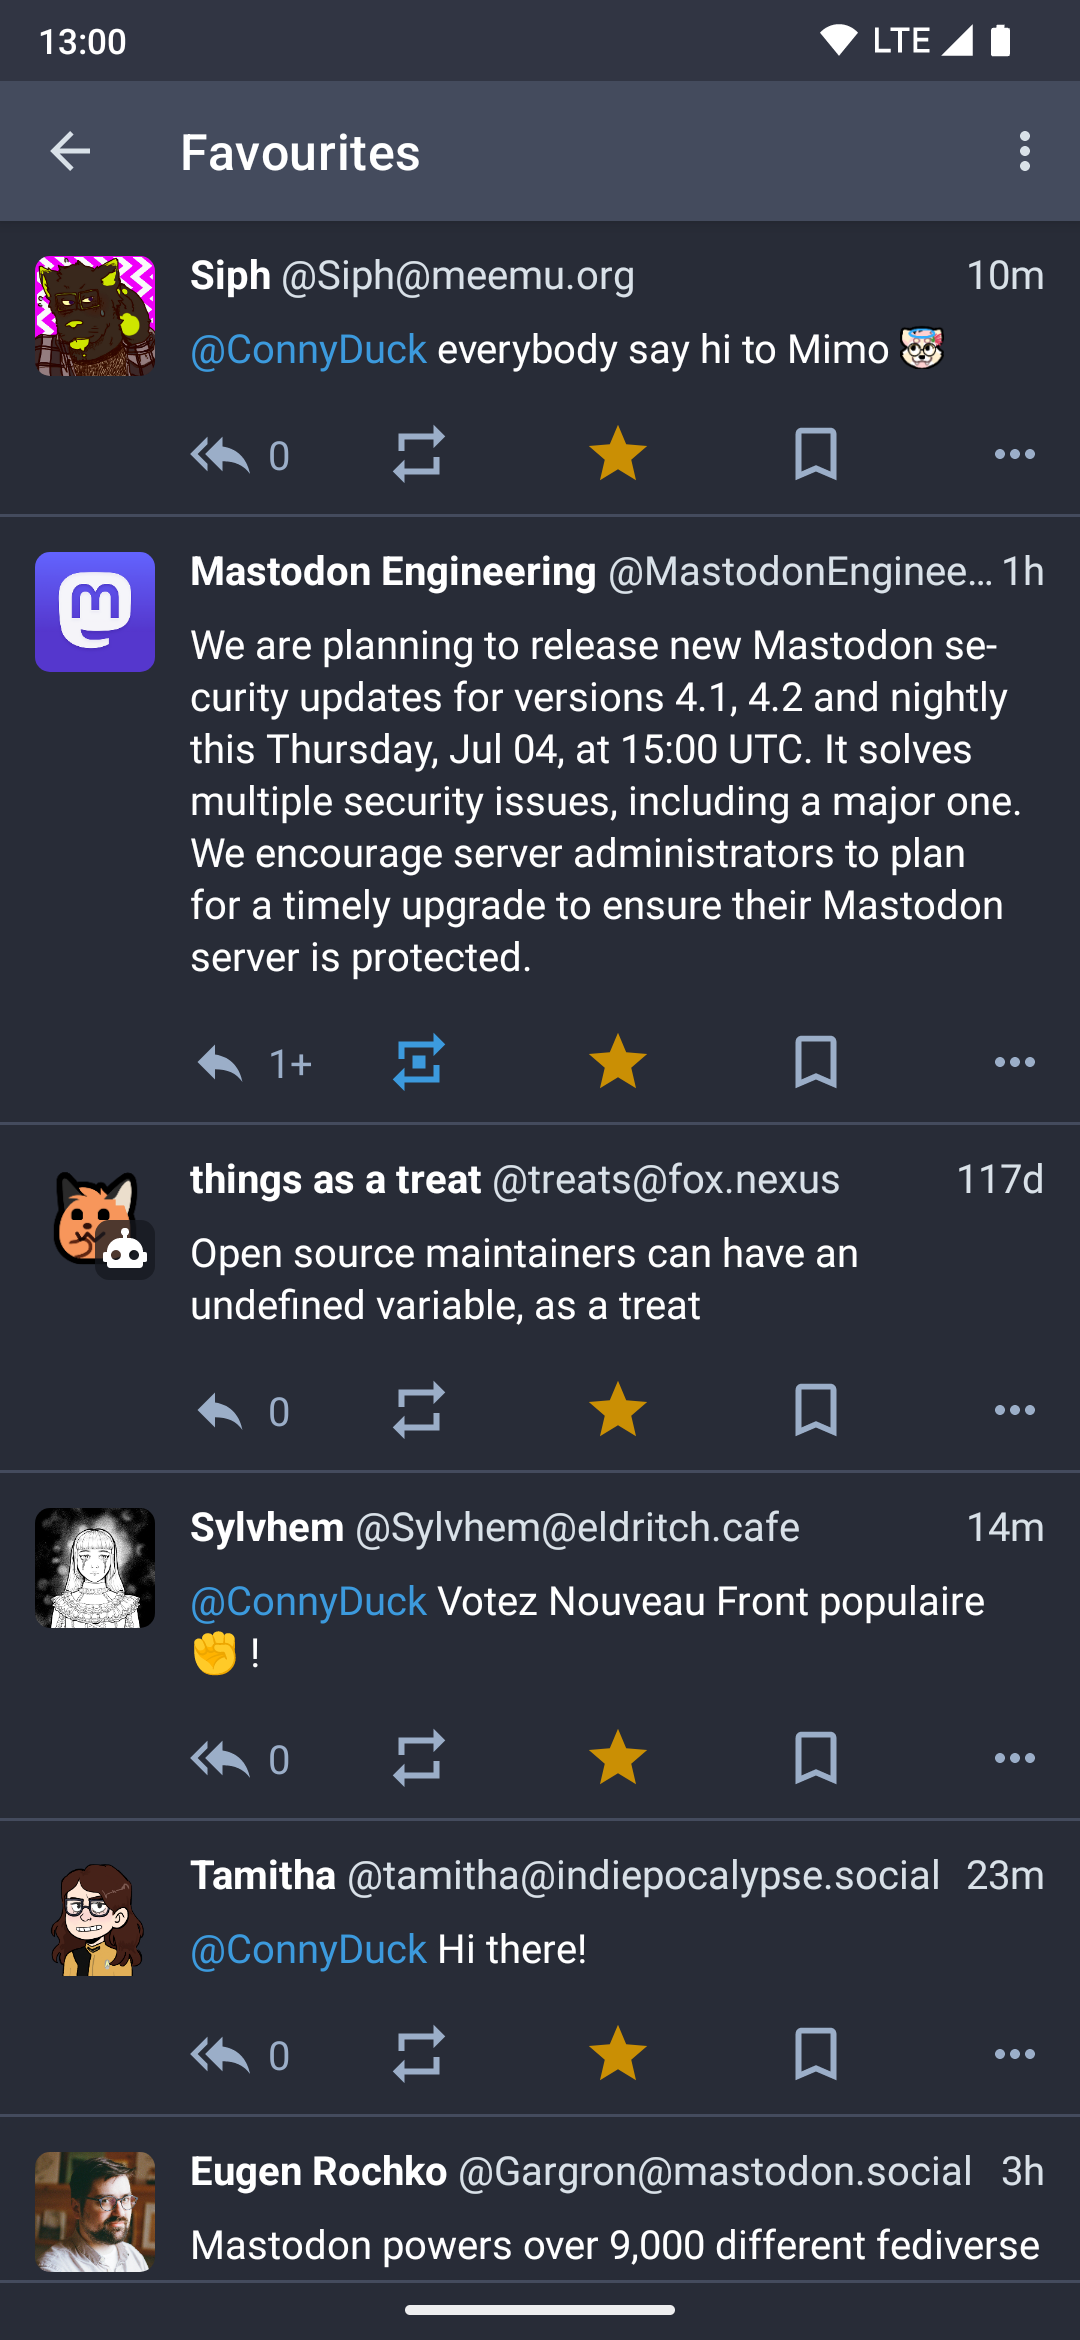 13:00
LTE
Favourites
Siph @Siph@meemu.org 10m
@ConnyDuck everybody say hi to Mimo
0
Mastodon Engineering @MastodonEnginee… 1h
We are planning to release new Mastodon se-
curity updates for versions 4.1, 4.2 and nightly
this Thursday, Jul 04, at 15:00 UTC. It solves
multiple security issues, including a major one.
We encourage server administrators to plan
for a timely upgrade to ensure their Mastodon
server is protected.
1+
things as a treat @treats@fox.nexus 117d
Open source maintainers can have an
undefined variable, as a treat
0
Sylvhem @Sylvhem@eldritch.cafe 14m
@ConnyDuck Votez Nouveau Front populaire
✊ !
0
Tamitha @tamitha@indiepocalypse.social 23m
@ConnyDuck Hi there!
0
Eugen Rochko @Gargron@mastodon.social 3h
Mastodon powers over 9,000 different fediverse